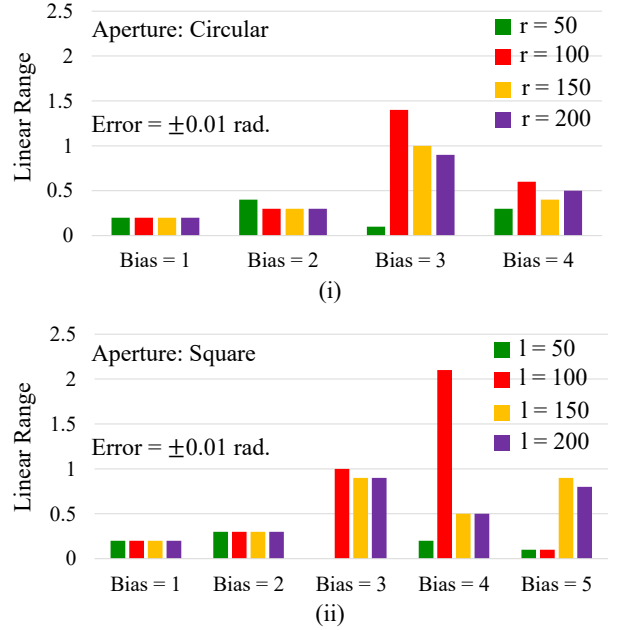 2.5
Aperture: Circular
r = 50
2
r = 100
1.5
r = 150
Error = ±0.01 rad.
r = 200
1
0.5
0
Linear Range
Bias = 1 Bias = 2 Bias = 3 Bias = 4
(i)
2.5
Aperture: Square
l = 50
2
l = 100
1.5
l = 150
Error = ±0.01 rad.
l = 200
1
0.5
0
Linear Range
Bias = 1 Bias = 2 Bias = 3 Bias = 4 Bias = 5
(ii)